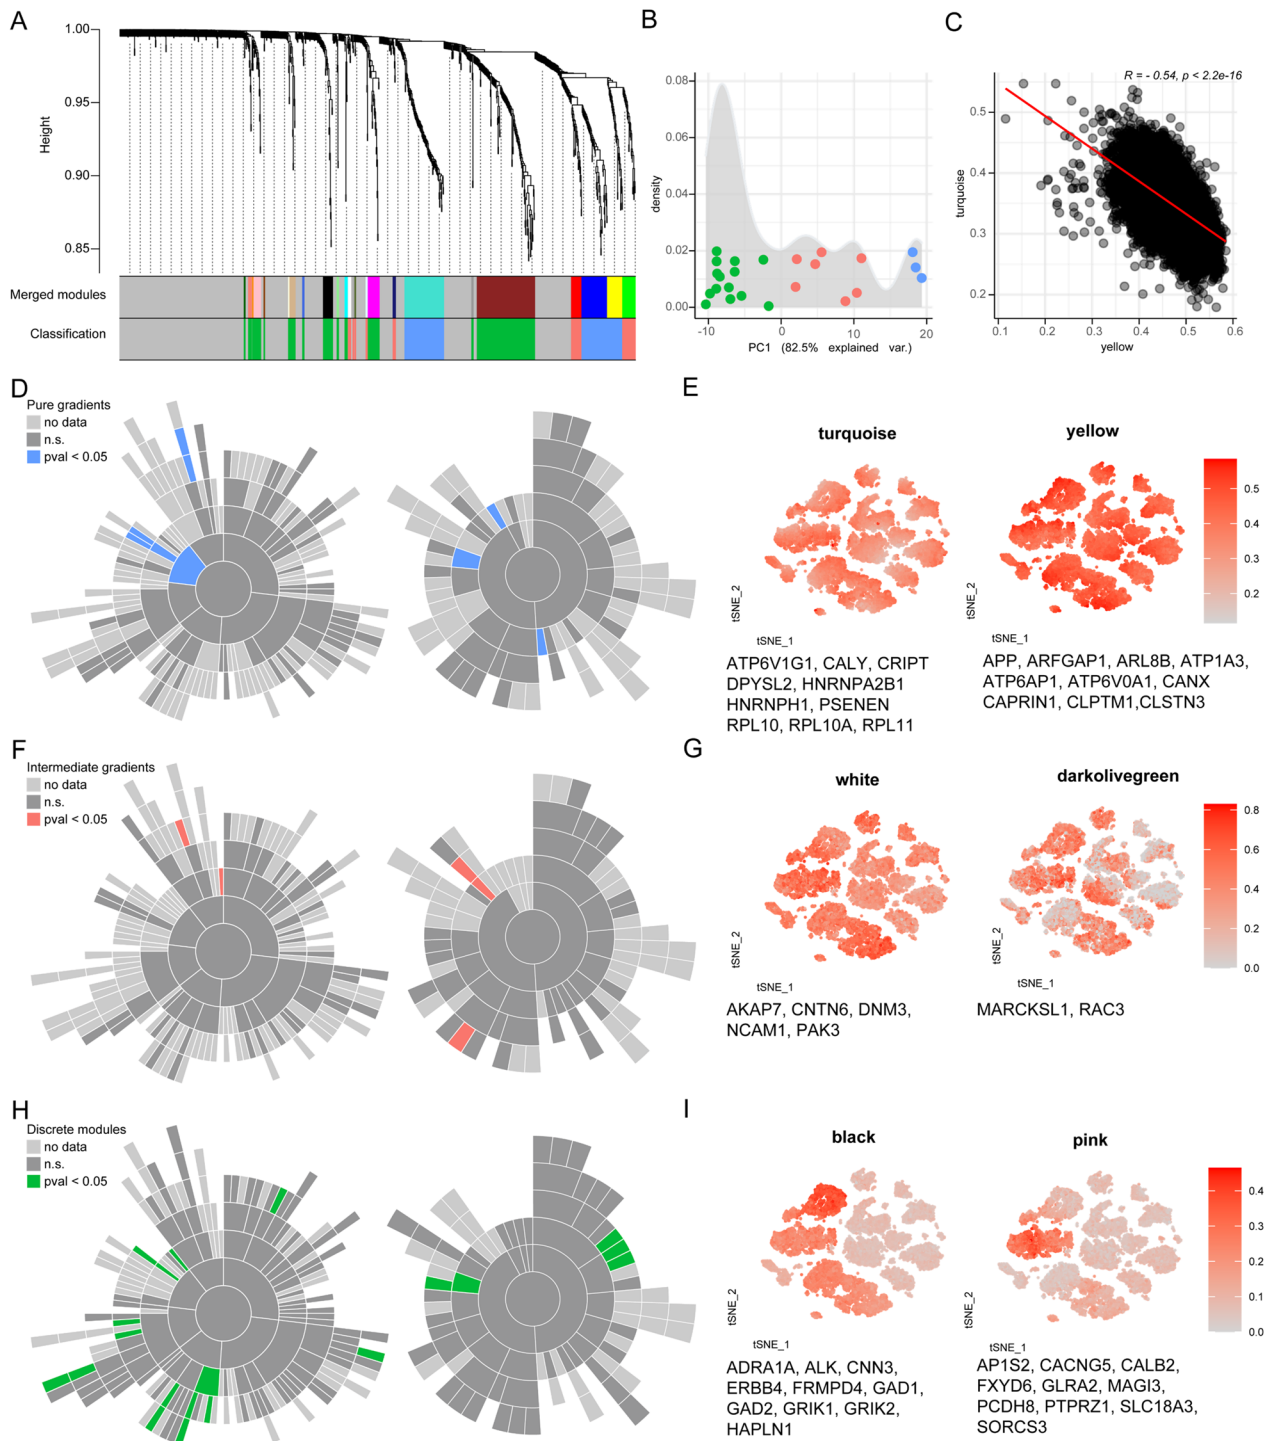 A
1.00
0.95
0.90
0.85
Height
Merged modules
Classification
B
0.08
0.06
0.04
0.02
0.00
density
-10
0
10
20
PC1 (82.5% explained var.)
C
R = - 0.54, p < 2.2e-16
0.5
0.4
0.3
0.2
turquoise
0.1
0.2
0.3
0.4
0.5
0.6
yellow
D
Pure gradients
no data
n.s.
pval < 0.05
E
turquoise
yellow
0.5
0.4
0.3
0.2
tSNE_2
tSNE_1
tSNE_2
tSNE_1
ATP6V1G1, CALY, CRIPT
DPYSL2, HNRNPA2B1
HNRNPH1, PSENEN
RPL10, RPL10A, RPL11
APP, ARFGAP1, ARL8B, ATP1A3,
ATP6AP1, ATP6V0A1, CANX
CAPRIN1, CLPTM1,CLSTN3
F
Intermediate gradients
no data
n.s.
pval < 0.05
G
white
darkolivegreen
0.8
0.6
0.4
0.2
0.0
tSNE_2
tSNE_1
tSNE_2
tSNE_1
AKAP7, CNTN6, DNM3,
NCAM1, PAK3
MARCKSL1, RAC3
H
Discrete modules
no data
n.s.
pval < 0.05
I
black
pink
0.4
0.3
0.2
0.1
0.0
tSNE_2
tSNE_1
tSNE_2
tSNE_1
ADRA1A, ALK, CNN3,
ERBB4, FRMPD4, GAD1,
GAD2, GRIK1, GRIK2,
HAPLN1
AP1S2, CACNG5, CALB2,
FXYD6, GLRA2, MAGI3,
PCDH8, PTPRZ1, SLC18A3,
SORCS3